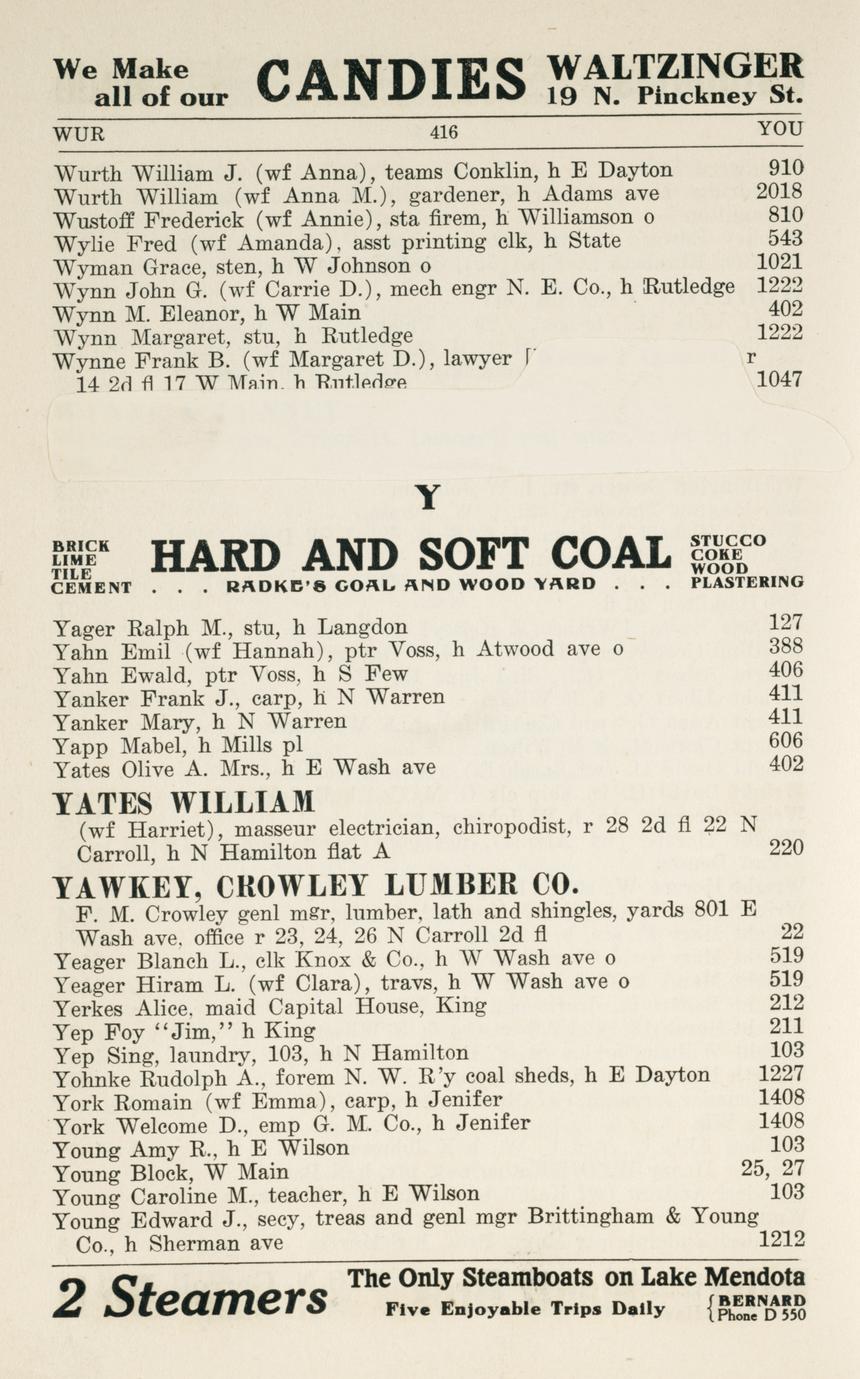 We Make
all of our
CANDIES
WALTZINGER
19 N. Pinckney St.
WUR 416 YOU
Wurth William J. (wf Anna), teams Conklin, h E Dayton 910
Wurth William (wf Anna M.), gardener, h Adams ave 2018
Wustoff Frederick (wf Annie), sta firem, h Williamson o 810
Wylie Fred (wf Amanda), asst printing clk, h State 543
Wyman Grace, sten, h W Johnson o 1021
Wynn John G. (wf Carrie D.), mech engr N. E. Co., h Rutledge 1222
Wynn M. Eleanor, h W Main 402
Wynn Margaret, stu, h Rutledge 1222
Wynne Frank B. (wf Margaret D.), lawyer r
14 2d fl 17 W Main, h Rutledge 1047
Y
BRICK
LIME
TILE
CEMENT
HARD AND SOFT COAL
. . . RADKE'S COAL AND WOOD YARD . . .
STUCCO
COKE
WOOD
PLASTERING
Yager Ralph M., stu, h Langdon 127
Yahn Emil (wf Hannah), ptr Voss, h Atwood ave o 388
Yahn Ewald, ptr Voss, h S Few 406
Yanker Frank J., carp, h N Warren 411
Yanker Mary, h N Warren 411
Yapp Mabel, h Mills pl 606
Yates Olive A. Mrs., h E Wash ave 402
YATES WILLIAM
(wf Harriet), masseur electrician, chiropodist, r 28 2d fl 22 N
Carroll, h N Hamilton flat A 220
YAWKEY, CROWLEY LUMBER CO.
F. M. Crowley genl mgr, lumber, lath and shingles, yards 801 E
Wash ave, office r 23, 24, 26 N Carroll 2d fl 22
Yeager Blanch L., clk Knox & Co., h W Wash ave o 519
Yeager Hiram L. (wf Clara), travs, h W Wash ave o 519
Yerkes Alice, maid Capital House, King 212
Yep Foy "Jim," h King 211
Yep Sing, laundry, 103, h N Hamilton 103
Yohnke Rudolph A., forem N. W. R'y coal sheds, h E Dayton 1227
York Romain (wf Emma), carp, h Jenifer 1408
York Welcome D., emp G. M. Co., h Jenifer 1408
Young Amy R., h E Wilson 103
Young Block, W Main 25, 27
Young Caroline M., teacher, h E Wilson 103
Young Edward J., secy, treas and genl mgr Brittingham & Young
Co., h Sherman ave 1212
2 Steamers
The Only Steamboats on Lake Mendota
Five Enjoyable Trips Daily
BERNARD
Phone D 550